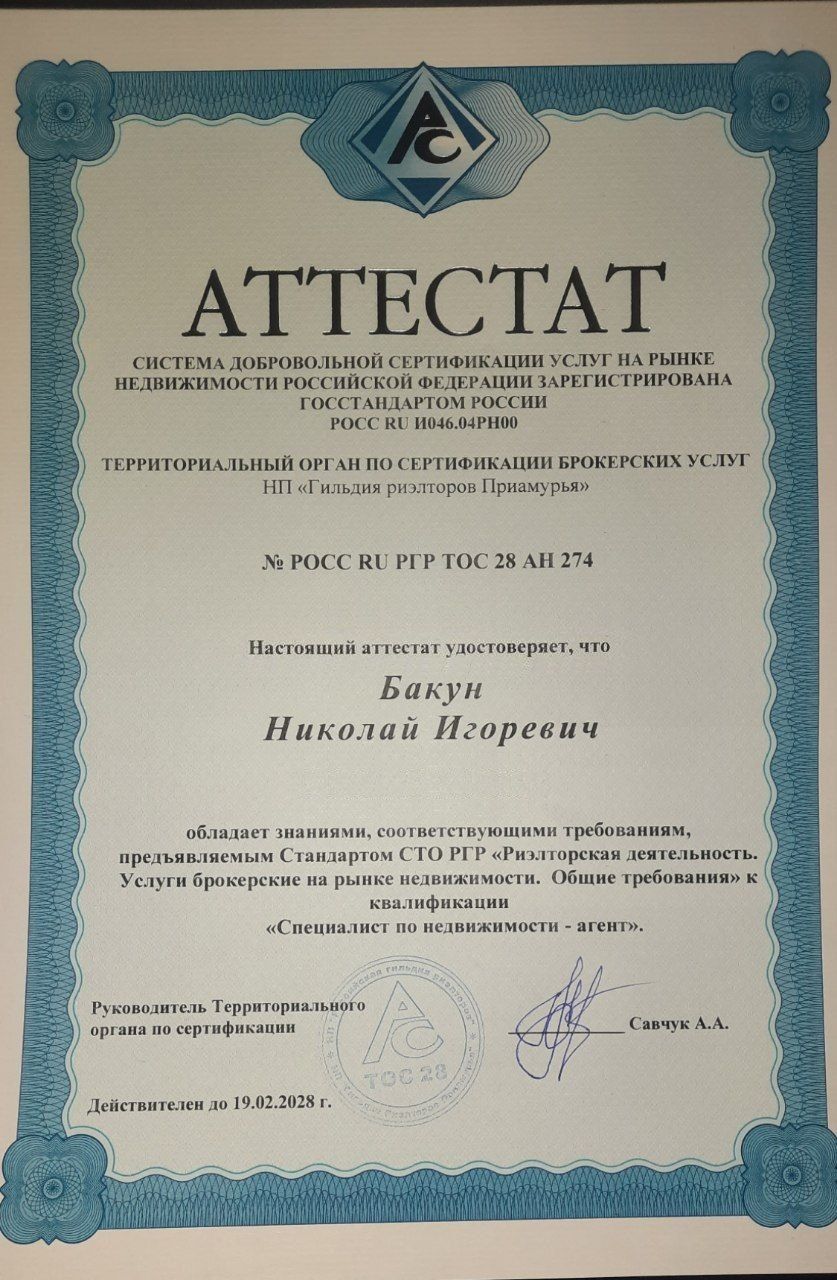 АС
АТТЕСТАТ
СИСТЕМА ДОБРОВОЛЬНОЙ СЕРТИФИКАЦИИ УСЛУГ НА РЫНКЕ
НЕДВИЖИМОСТИ РОССИЙСКОЙ ФЕДЕРАЦИИ ЗАРЕГИСТРИРОВАНА
ГОССТАНДАРТОМ РОССИИ
РОСС RU И046.04РН00
ТЕРРИТОРИАЛЬНЫЙ ОРГАН ПО СЕРТИФИКАЦИИ БРОКЕРСКИХ УСЛУГ
НП «Гильдия риэлторов Приамурья»
№ РОСС RU РГР ТОС 28 АН 274
Настоящий аттестат удостоверяет, что
Бакун
Николай Игоревич
обладает знаниями, соответствующими требованиям,
предъявляемым Стандартом СТО РГР «Риэлторская деятельность.
Услуги брокерские на рынке недвижимости. Общие требования» к
квалификации
«Специалист по недвижимости - агент».
Руководитель Территориального
органа по сертификации
Савчук А.А.
АС
ТОС 28
Действителен до 19.02.2028 г.